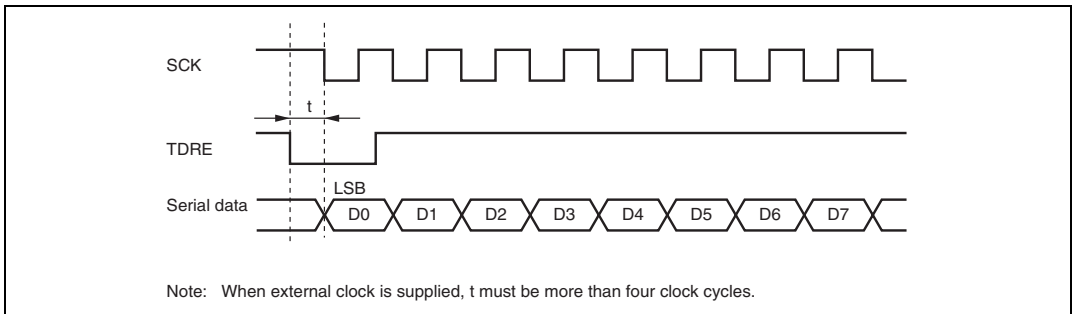 SCK
t
TDRE
LSB
Serial data D0 D1 D2 D3 D4 D5 D6 D7
Note: When external clock is supplied, t must be more than four clock cycles.